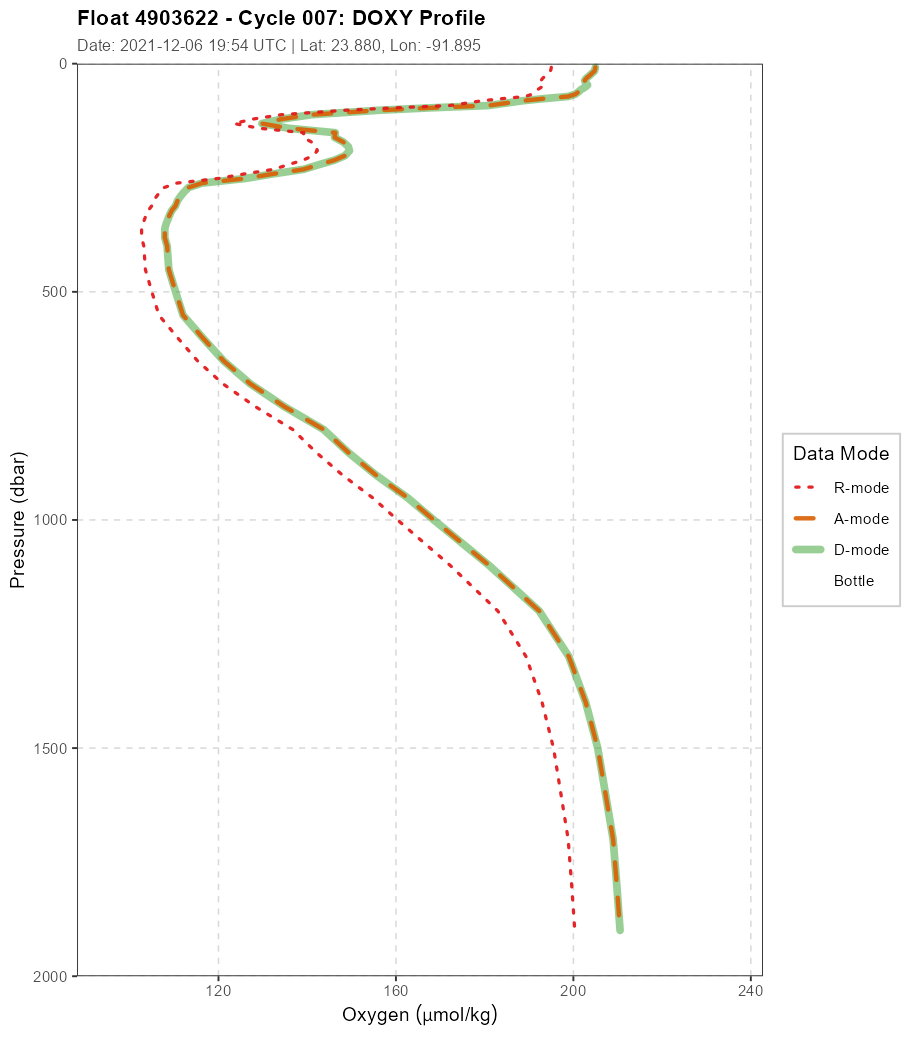 Float 4903622 - Cycle 007: DOXY Profile
Date: 2021-12-06 19:54 UTC | Lat: 23.880, Lon: -91.895
0
500
1000
1500
2000
Pressure (dbar)
120
160
200
240
Oxygen (µmol/kg)
Data Mode
R-mode
A-mode
D-mode
Bottle